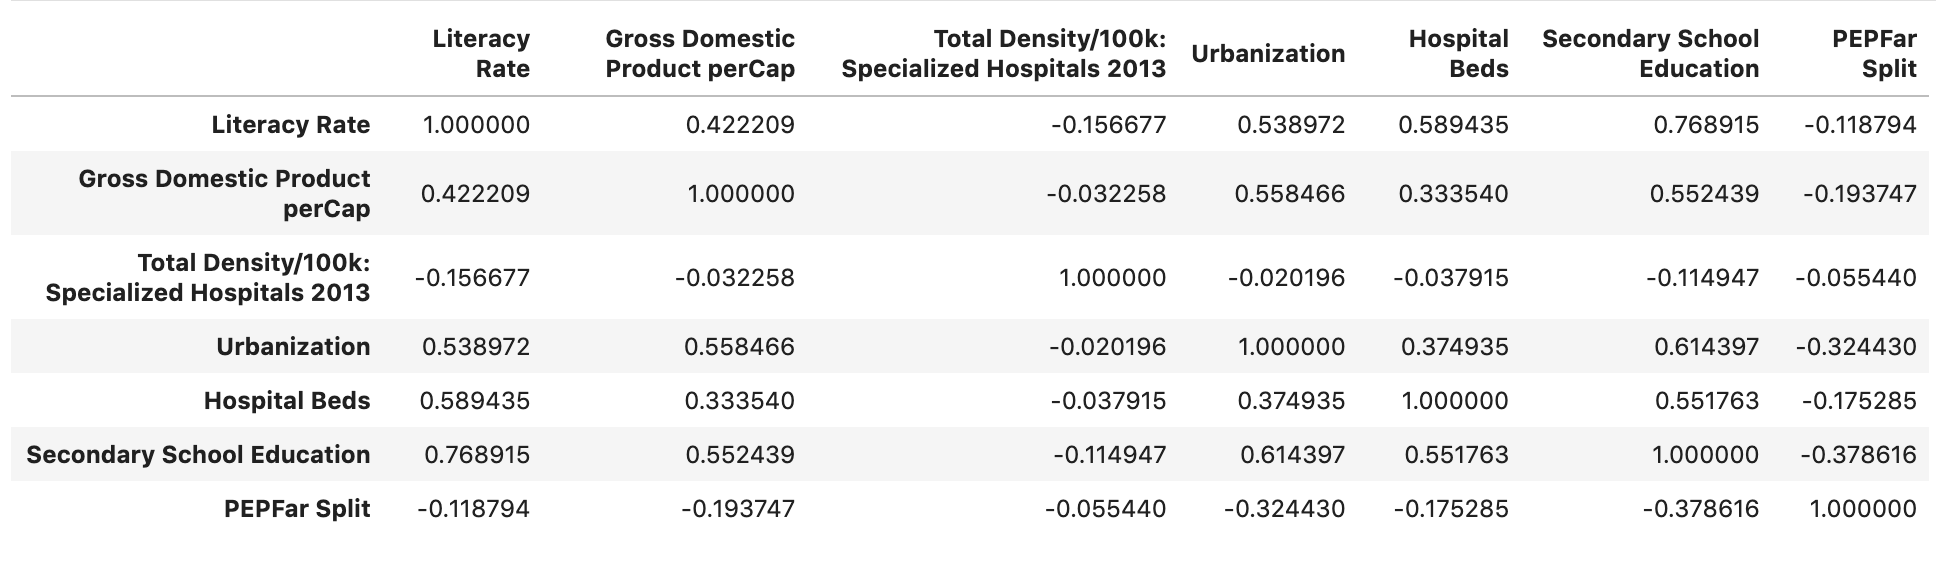 Literacy Rate Gross Domestic Product perCap Total Density/100k: Specialized Hospitals 2013 Urbanization Hospital Beds Secondary School Education PEPFar Split
Literacy Rate 1.000000 0.422209 -0.156677 0.538972 0.589435 0.768915 -0.118794
Gross Domestic Product perCap 0.422209 1.000000 -0.032258 0.558466 0.333540 0.552439 -0.193747
Total Density/100k: Specialized Hospitals 2013 -0.156677 -0.032258 1.000000 -0.020196 -0.037915 -0.114947 -0.055440
Urbanization 0.538972 0.558466 -0.020196 1.000000 0.374935 0.614397 -0.324430
Hospital Beds 0.589435 0.333540 -0.037915 0.374935 1.000000 0.551763 -0.175285
Secondary School Education 0.768915 0.552439 -0.114947 0.614397 0.551763 1.000000 -0.378616
PEPFar Split -0.118794 -0.193747 -0.055440 -0.324430 -0.175285 -0.378616 1.000000